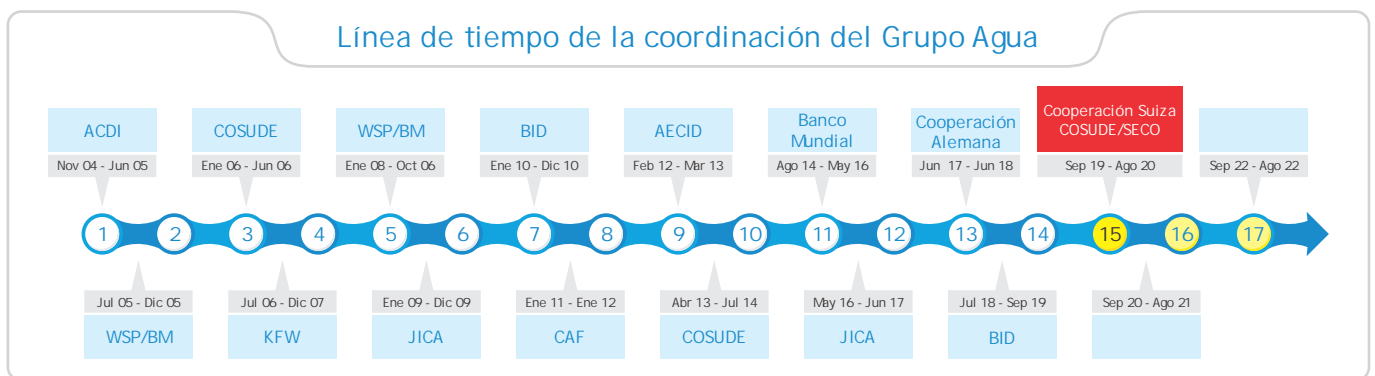 Línea de tiempo de la coordinación del Grupo Agua
ACDI
Nov 04 - Jun 05
COSUDE
Ene 06 - Jun 06
WSP/BM
Ene 08 - Oct 06
BID
Ene 10 - Dic 10
AECID
Feb 12 - Mar 13
Banco
Mundial
Ago 14 - May 16
Cooperación
Alemana
Jun 17 - Jun 18
Cooperación Suiza
COSUDE/SECO
Sep 19 - Ago 20
Sep 22 - Ago 22
1 2 3 4 5 6 7 8 9 10 11 12 13 14 15 16 17
Jul 05 - Dic 05
WSP/BM
Jul 06 - Dic 07
KFW
Ene 09 - Dic 09
JICA
Ene 11 - Ene 12
CAF
Abr 13 - Jul 14
COSUDE
May 16 - Jun 17
JICA
Jul 18 - Sep 19
BID
Sep 20 - Ago 21